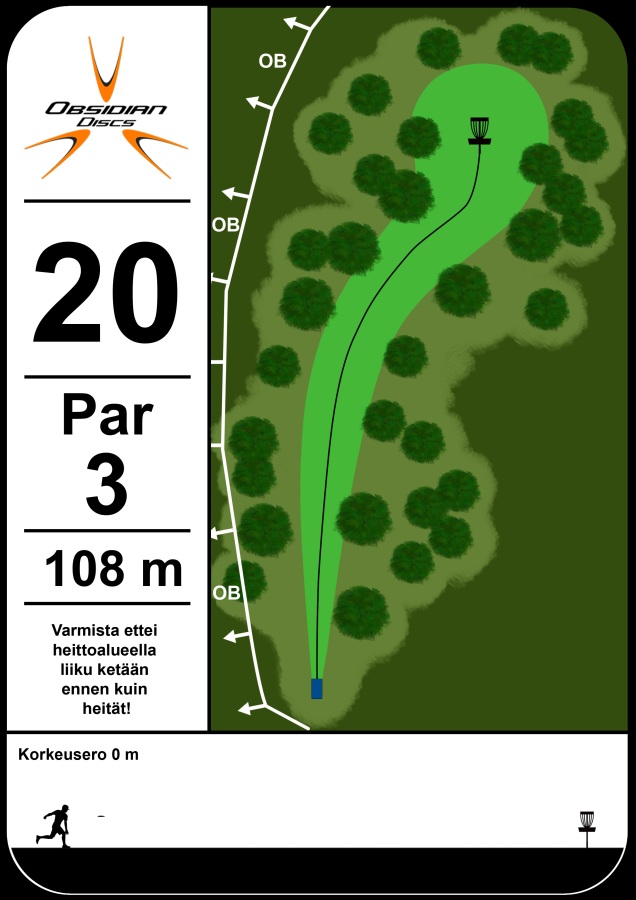 OBSIDIAN
DISCS
20
Par
3
108 m
Varmista ettei
heittoalueella
liiku ketään
ennen kuin
heität!
OB
OB
OB
Korkeusero 0 m